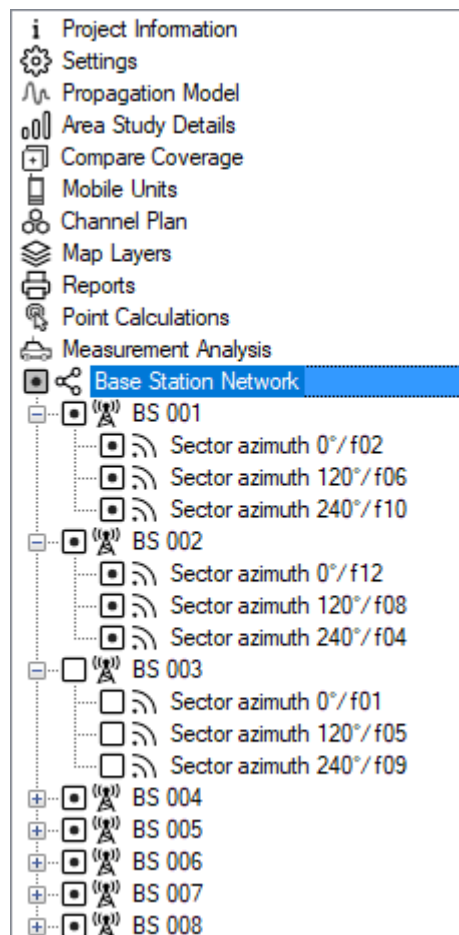 Project Information
Settings
Propagation Model
Area Study Details
Compare Coverage
Mobile Units
Channel Plan
Map Layers
Reports
Point Calculations
Measurement Analysis
Base Station Network
BS 001
Sector azimuth 0°/f02
Sector azimuth 120°/f06
Sector azimuth 240°/f10
BS 002
Sector azimuth 0°/f12
Sector azimuth 120°/f08
Sector azimuth 240°/f04
BS 003
Sector azimuth 0°/f01
Sector azimuth 120°/f05
Sector azimuth 240°/f09
BS 004
BS 005
BS 006
BS 007
BS 008